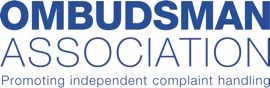 OMBUDSMAN
ASSOCIATION
Promoting independent complaint handling